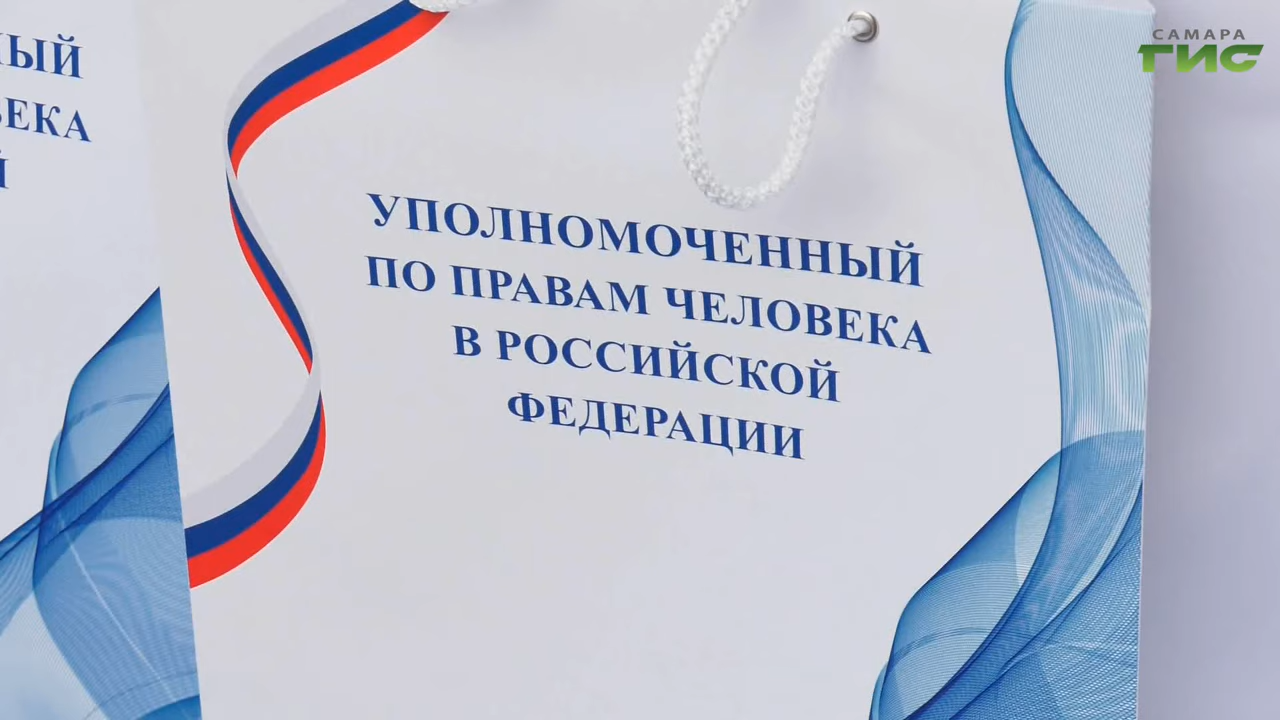 САМАРА
ГИС
УПОЛНОМОЧЕННЫЙ
ПО ПРАВАМ ЧЕЛОВЕКА
В РОССИЙСКОЙ
ФЕДЕРАЦИИ